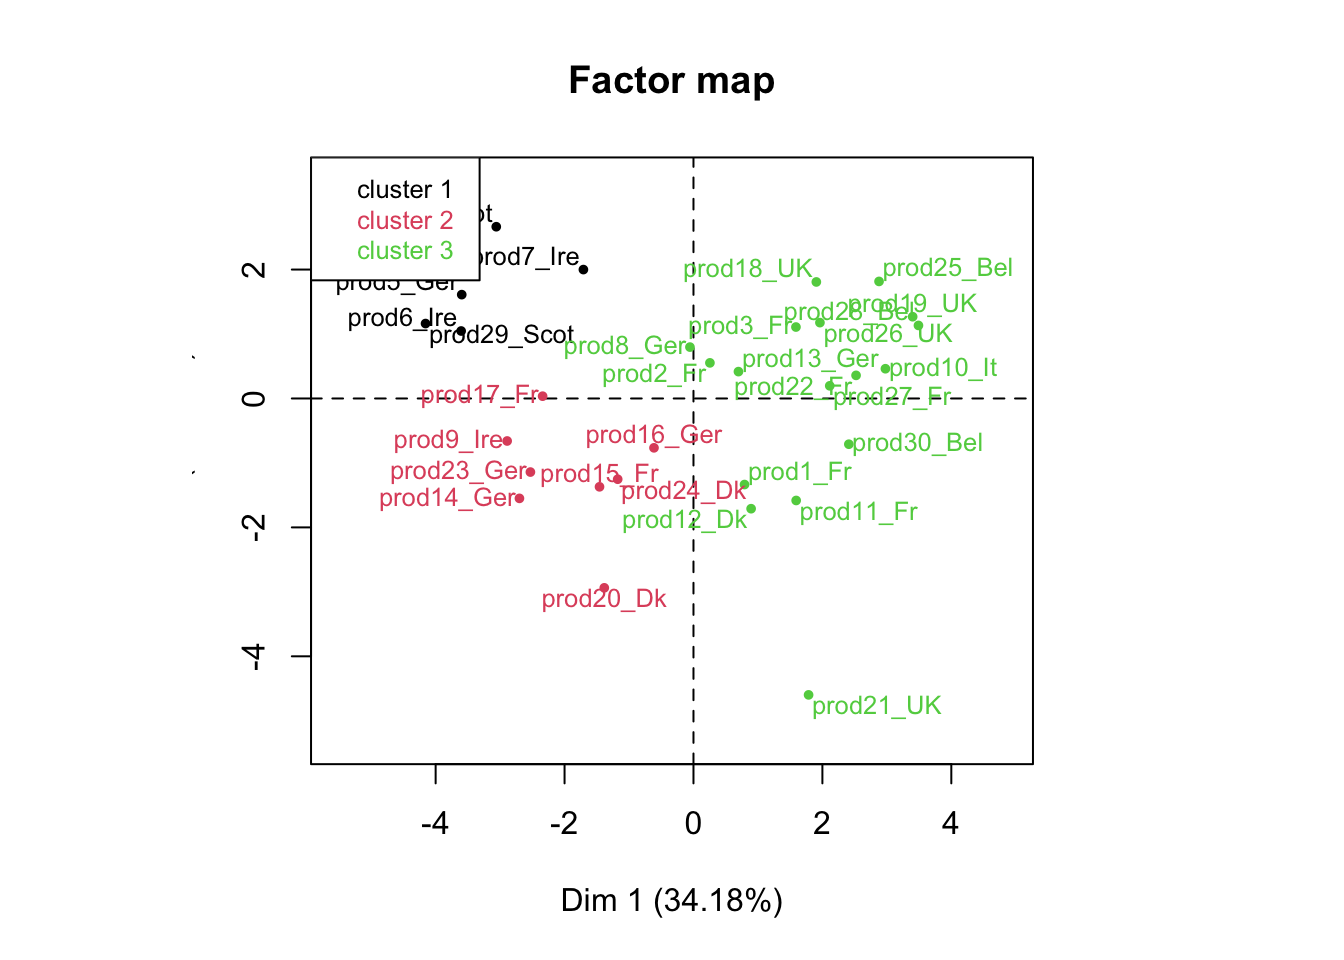 Factor map
cluster 1
cluster 2
cluster 3
prod7_Ire
prod5_Ger
prod6_Ire
prod29_Scot
prod18_UK
prod25_Bel
prod19_UK
prod28_Bel
prod3_Fr
prod26_UK
prod8_Ger
prod13_Ger
prod2_Fr
prod10_It
prod22_Fr
prod27_Fr
prod17_Fr
prod9_Ire
prod16_Ger
prod30_Bel
prod23_Ger
prod15_Fr
prod1_Fr
prod14_Ger
prod24_Dk
prod11_Fr
prod12_Dk
prod20_Dk
prod21_UK
2
0
-2
-4
-4 -2 0 2 4
Dim 1 (34.18%)